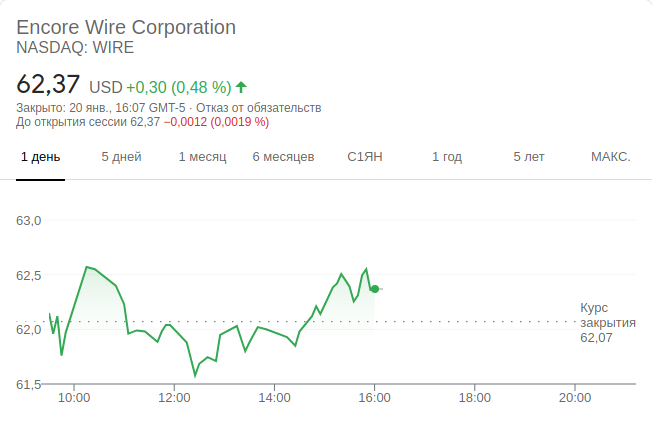 Encore Wire Corporation
NASDAQ: WIRE
62,37 USD +0,30 (0,48 %)
Закрыто: 20 янв., 16:07 GMT-5 · Отказ от обязательств
До открытия сессии 62,37 −0,0012 (0,0019 %)
1 день 5 дней 1 месяц 6 месяцев С1ЯН 1 год 5 лет МАКС.
63,0
62,5
62,0
61,5
Курс
закрытия
62,07
10:00 12:00 14:00 16:00 18:00 20:00